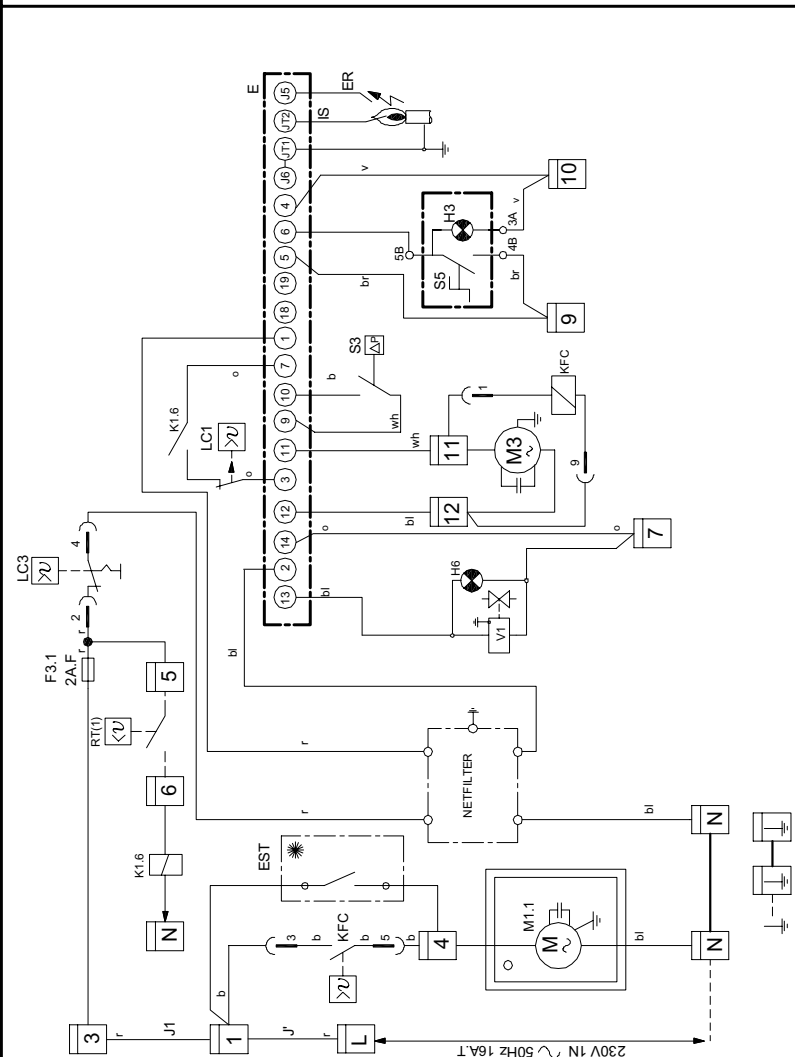 E
J5
JT2
JT1
J6
4
6
5
19
18
1
7
10
9
11
3
12
14
2
13
ER
IS
v
10
H3
3A
v
5B
4B
S5
br
br
9
S3
ΔP
b
wh
K1.6
o
LC1
>υ
o
wh
11
1
KFC
M3
~
9
bl
12
o
o
7
H6
V1
bl
LC3
>υ
4
2
r
r
F3.1
2A.F
5
RT(1)
<υ
6
K1.6
N
bl
r
r
NETFILTER
bl
N
EST
3
b
KFC
b
5
b
>υ
b
4
M1.1
M
~
bl
N
3
r
J1
1
J'
r
L
230V 1N ~ 50Hz 16A.T